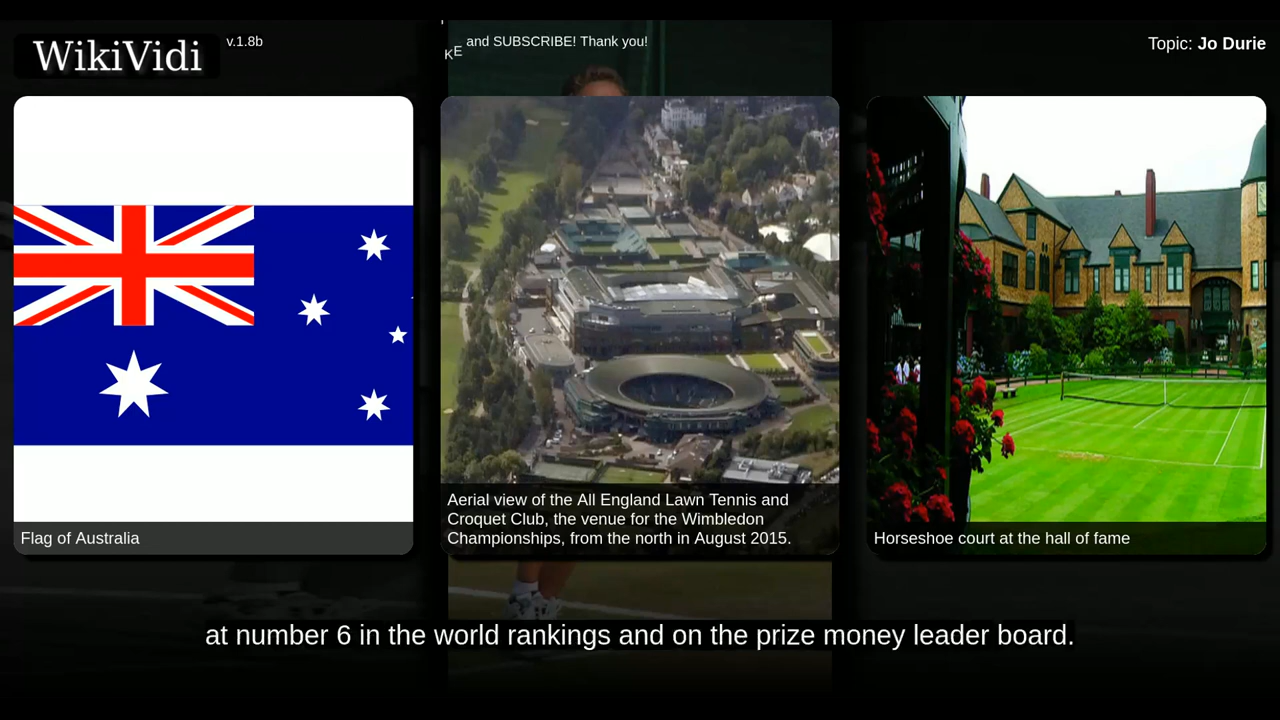 WikiVidi v.1.8b
KE and SUBSCRIBE! Thank you!
Topic: Jo Durie
Flag of Australia
Aerial view of the All England Lawn Tennis and
Croquet Club, the venue for the Wimbledon
Championships, from the north in August 2015.
Horseshoe court at the hall of fame
at number 6 in the world rankings and on the prize money leader board.